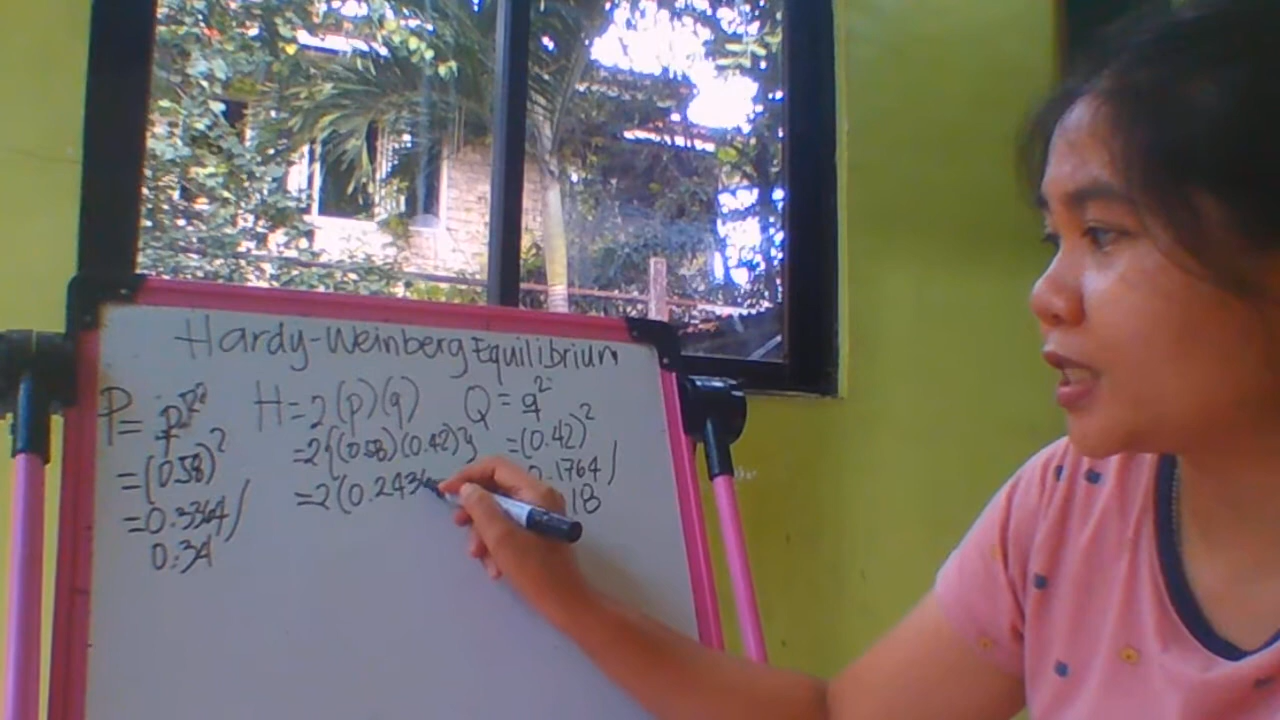 Hardy-Weinberg Equilibrium
P = p² H = 2(p)(q) Q = q²
= (0.58)² = 2{(0.58)(0.42)} = (0.42)²
= 0.3364/ = 2(0.2436 0.1764/
0.34 18